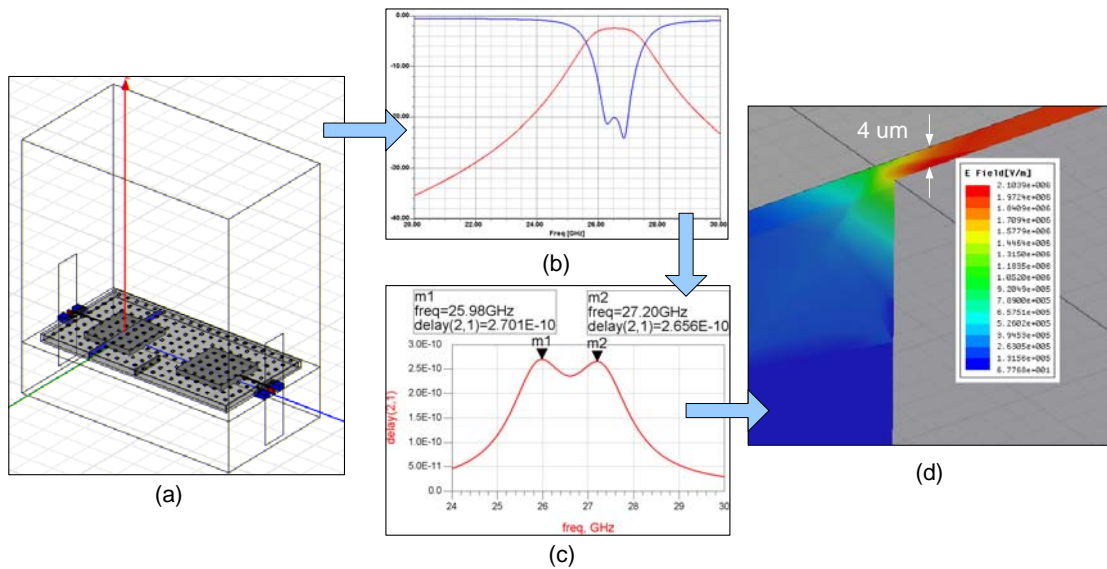 (a)
0.00
-10.00
-20.00
-30.00
-40.00
20.00 22.00 24.00 26.00 28.00 30.00
Freq [GHz]
(b)
m1
freq=25.98GHz
delay(2,1)=2.701E-10
m2
freq=27.20GHz
delay(2,1)=2.656E-10
m1 m2
3.0E-10
2.5E-10
2.0E-10
1.5E-10
1.0E-10
5.0E-11
0.0
delay(2,1)
24 25 26 27 28 29 30
freq, GHz
(c)
4 um
E Field[V/m]
2.1039e+006
1.9724e+006
1.8409e+006
1.7094e+006
1.5779e+006
1.4464e+006
1.3150e+006
1.1835e+006
1.0520e+006
9.2049e+005
7.8900e+005
6.5751e+005
5.2602e+005
3.9453e+005
2.6305e+005
1.3156e+005
6.7768e+001
(d)